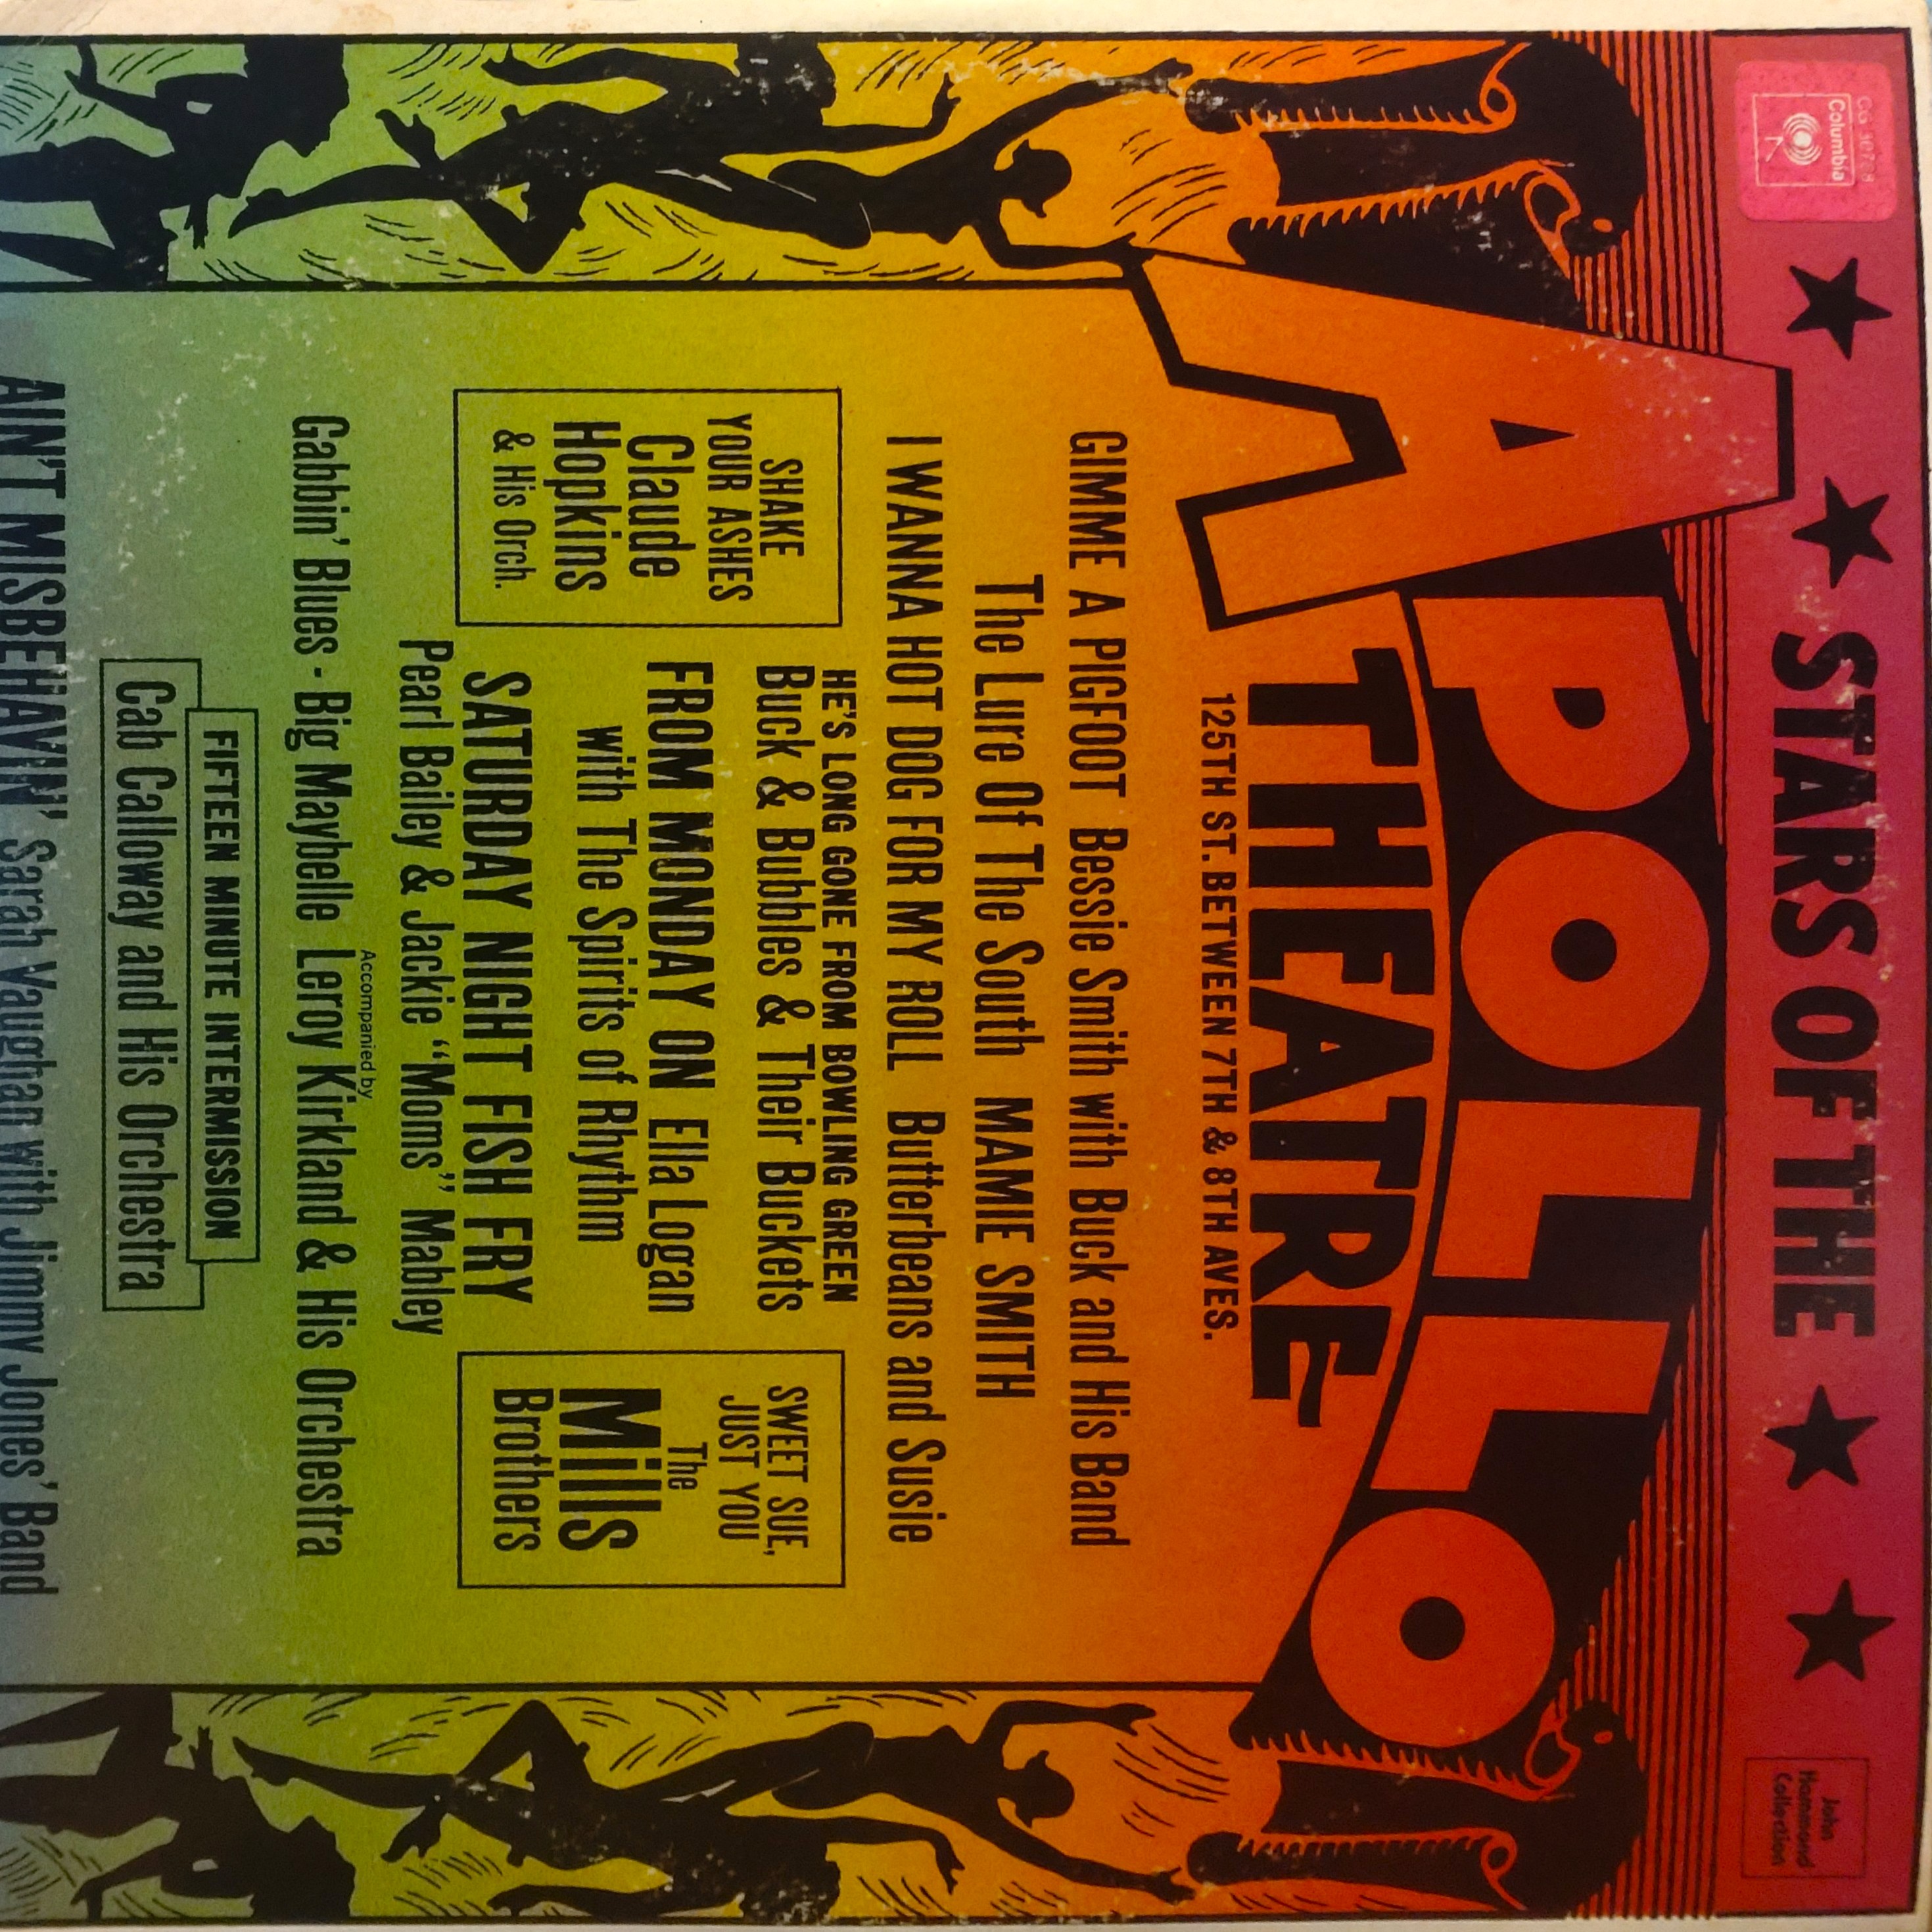 Columbia
STARS OF THE
John
Hammond
Collection
APOLLO
THEATRE
125TH ST. BETWEEN 7TH & 8TH AVES.
GIMME A PIGFOOT Bessie Smith with Buck and His Band
The Lure Of The South MAMIE SMITH
I WANNA HOT DOG FOR MY ROLL Butterbeans and Susie
SHAKE
YOUR ASHES
Claude
Hopkins
& His Orch.
HE'S LONG GONE FROM BOWLING GREEN
Buck & Bubbles & Their Buckets
FROM MONDAY ON Ella Logan
with The Spirits of Rhythm
SATURDAY NIGHT FISH FRY
Pearl Bailey & Jackie “Moms” Mabley
SWEET SUE,
JUST YOU
The
Mills
Brothers
Accompanied by
Gabbin' Blues - Big Maybelle Leroy Kirkland & His Orchestra
FIFTEEN MINUTE INTERMISSION
Cab Calloway and His Orchestra
AIN'T MISBEHAVIN' Sarah Vaughan with Jimmy Jones' Band